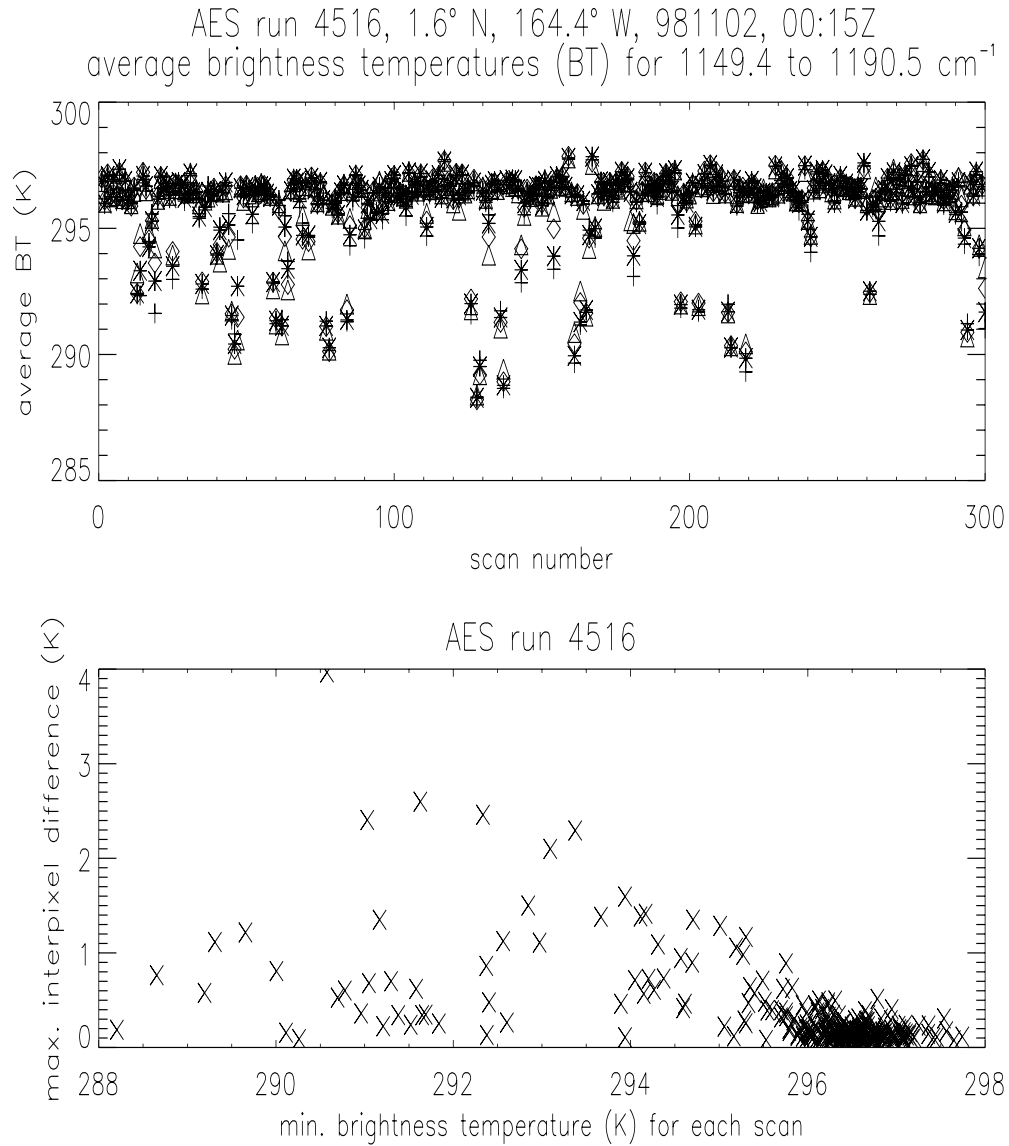 AES run 4516, 1.6° N, 164.4° W, 981102, 00:15Z
average brightness temperatures (BT) for 1149.4 to 1190.5 cm⁻¹
average BT (K)
300
295
290
285
0 100 200 300
scan number
AES run 4516
max. interpixel difference (K)
4
3
2
1
0
288 290 292 294 296 298
min. brightness temperature (K) for each scan